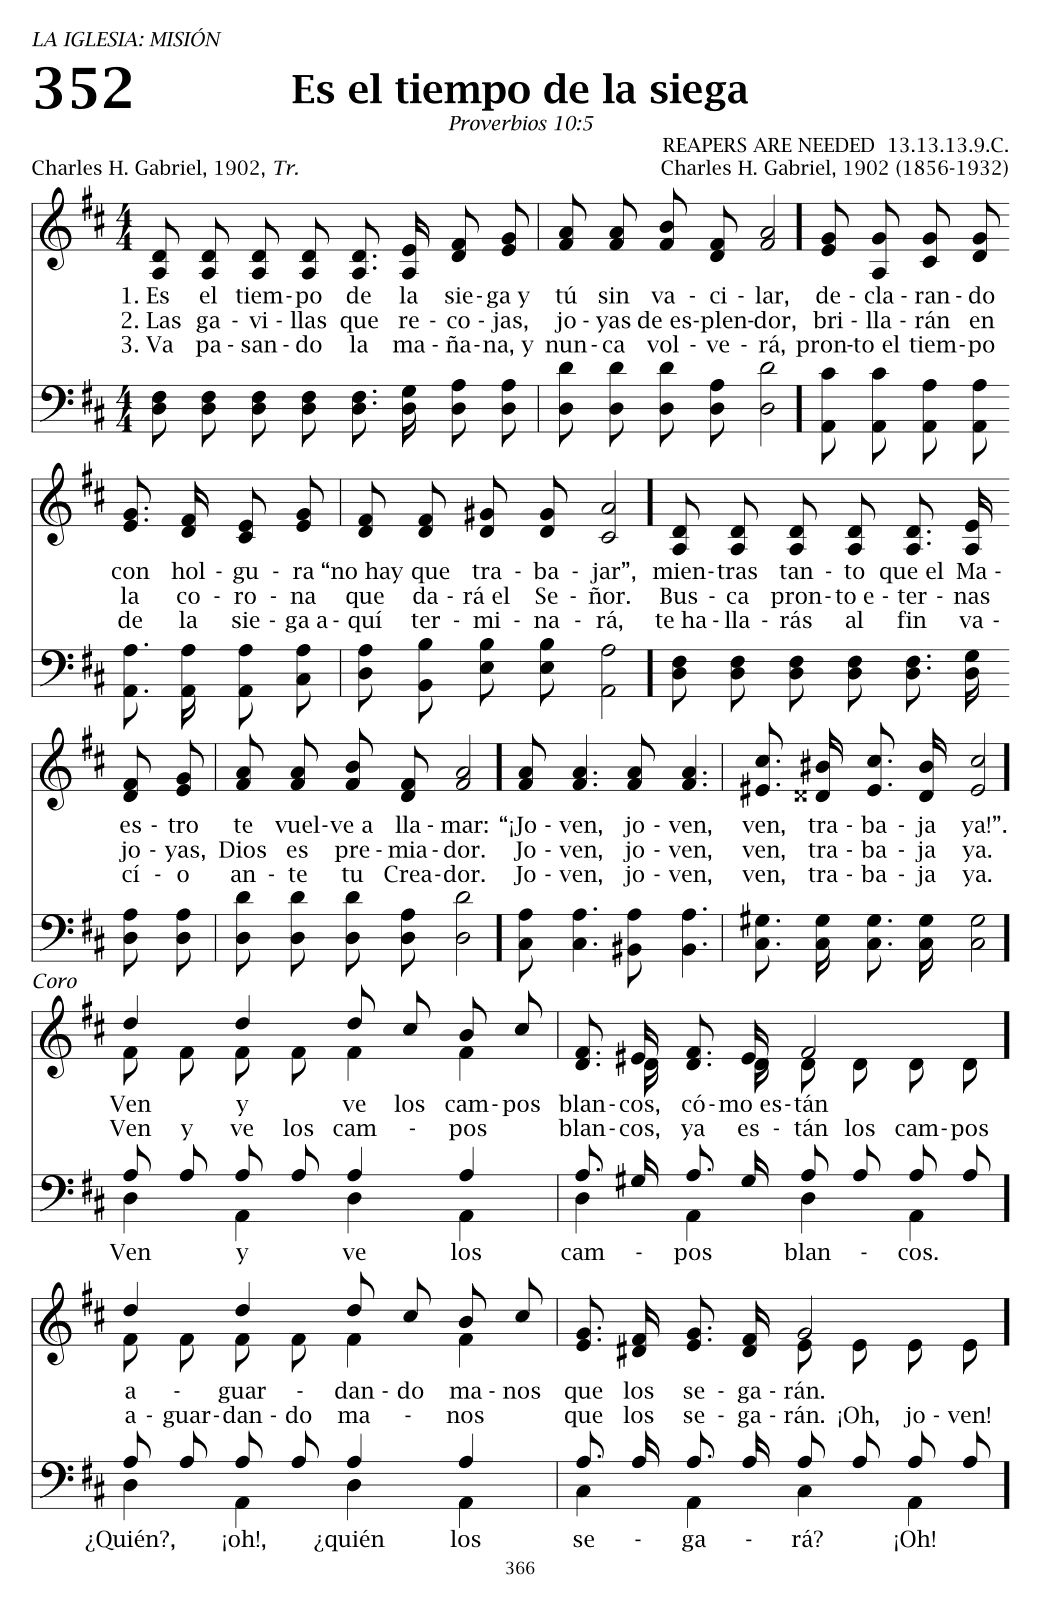 LA IGLESIA: MISIÓN
352
Es el tiempo de la siega
Proverbios 10:5
REAPERS ARE NEEDED 13.13.13.9.C.
Charles H. Gabriel, 1902, Tr.
Charles H. Gabriel, 1902 (1856-1932)
1. Es el tiem-po de la sie-ga y tú sin va - ci - lar, de - cla - ran - do
2. Las ga - vi - llas que re - co - jas, jo - yas de es-plen-dor, bri - lla - rán en
3. Va pa - san - do la ma - ña-na, y nun - ca vol - ve - rá, pron-to el tiem-po
con hol - gu - ra “no hay que tra - ba - jar”, mien-tras tan - to que el Ma -
la co - ro - na que da - rá el Se - ñor. Bus - ca pron-to e - ter - nas
de la sie - ga a - quí ter - mi - na - rá, te ha - lla - rás al fin va -
es - tro te vuel-ve a lla - mar: “¡Jo - ven, jo - ven, ven, tra - ba - ja ya!”.
jo - yas, Dios es pre - mia - dor. Jo - ven, jo - ven, ven, tra - ba - ja ya.
cí - o an - te tu Crea-dor. Jo - ven, jo - ven, ven, tra - ba - ja ya.
Coro
Ven y ve los cam-pos blan-cos, có-mo es-tán
Ven y ve los cam - pos blan-cos, ya es - tán los cam-pos
Ven y ve los cam - pos blan - cos.
a - guar - dan - do ma - nos que los se - ga - rán.
a - guar-dan - do ma - nos que los se - ga - rán. ¡Oh, jo - ven!
¿Quién?, ¡oh!, ¿quién los se - ga - rá? ¡Oh!
366